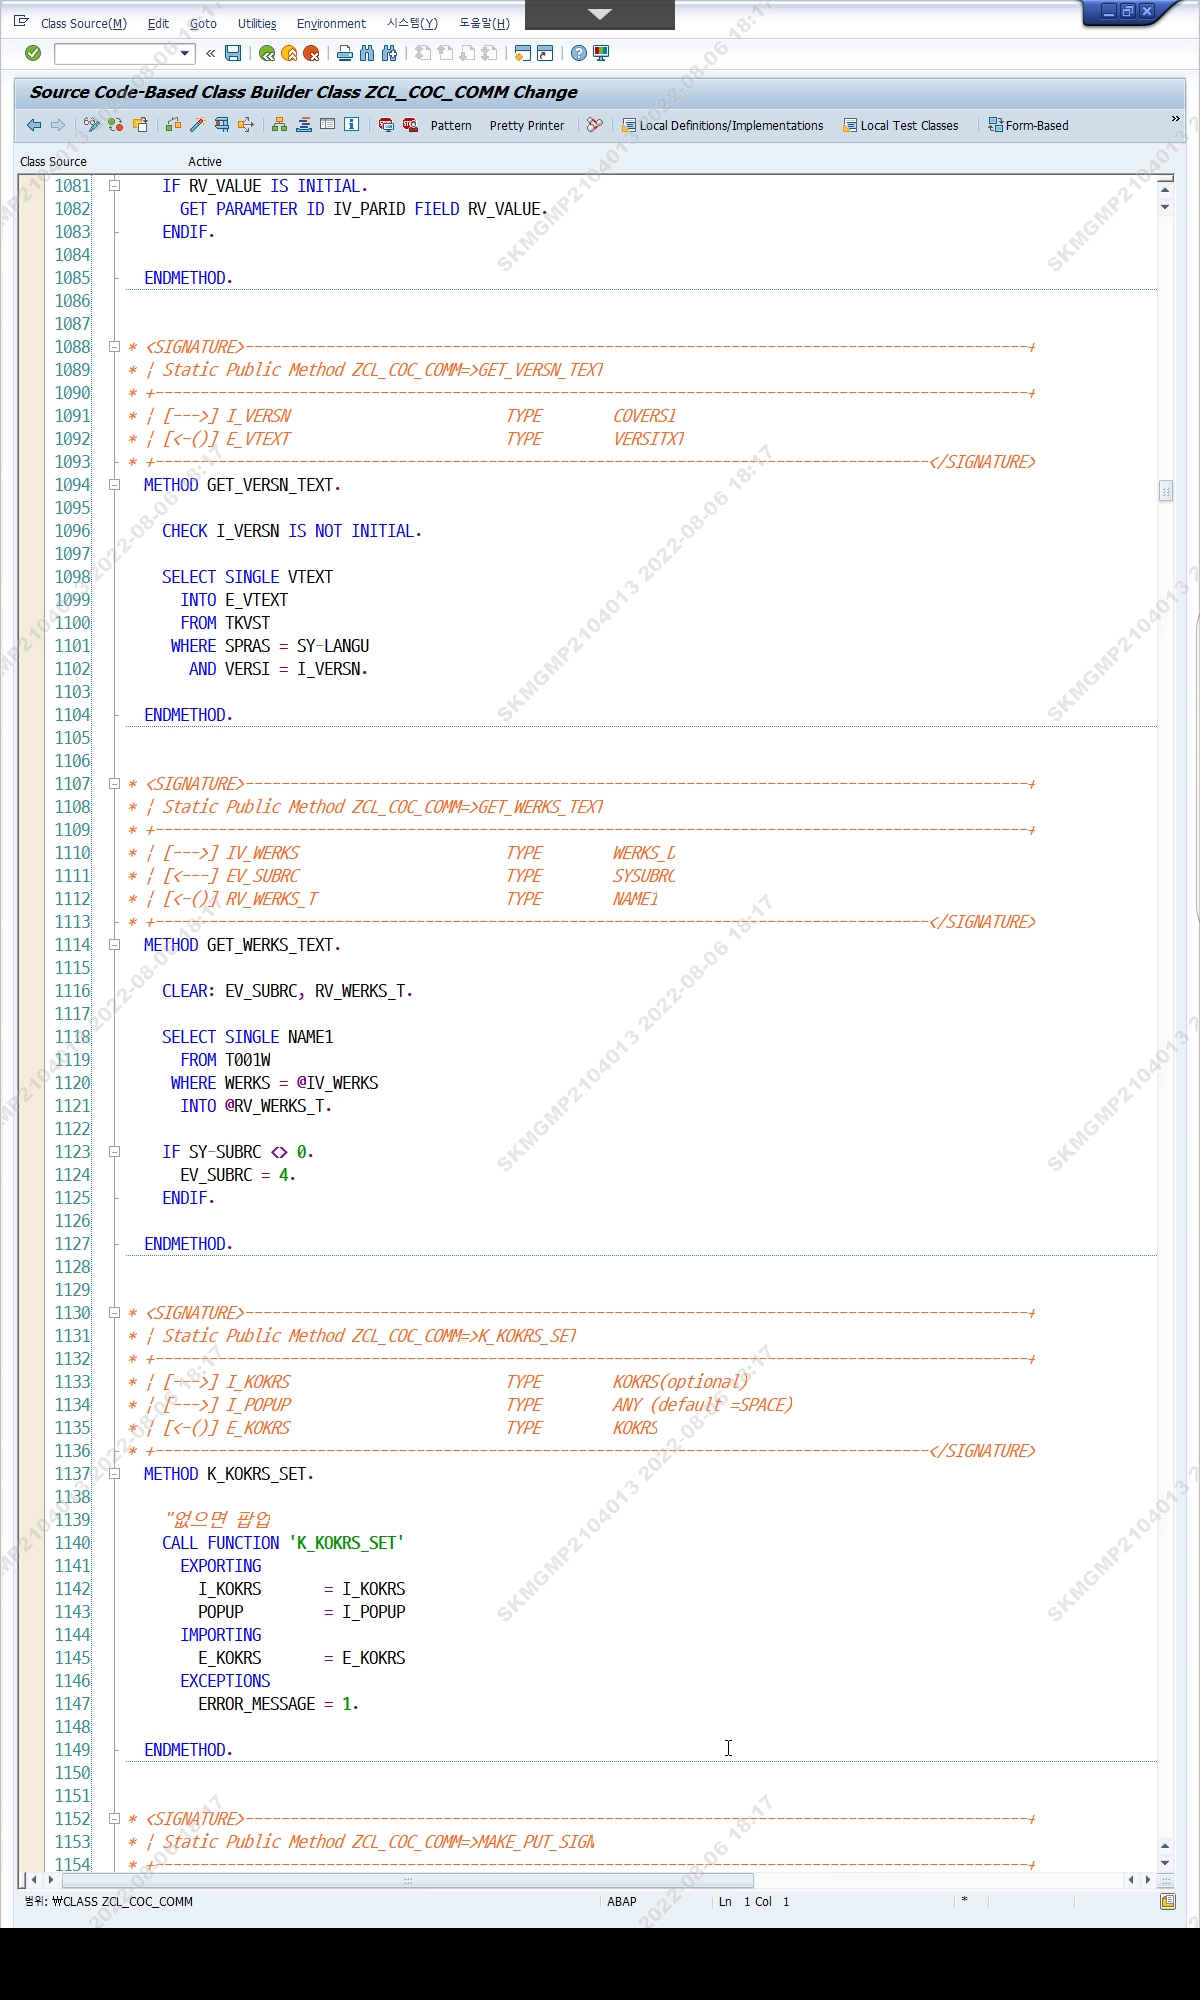 Class Source(M) Edit Goto Utilities Environment 시스템(Y) 도움말(H)
Source Code-Based Class Builder Class ZCL_COC_COMM Change
Pattern Pretty Printer Local Definitions/Implementations Local Test Classes Form-Based
Class Source Active
1081 IF RV_VALUE IS INITIAL.
1082 GET PARAMETER ID IV_PARID FIELD RV_VALUE.
1083 ENDIF.
1084
1085 ENDMETHOD.
1086
1087
1088 * <SIGNATURE>---------------------------------------------------------------------------------------+
1089 * | Static Public Method ZCL_COC_COMM=>GET_VERSN_TEXT
1090 * +-------------------------------------------------------------------------------------------------+
1091 * | [--->] I_VERSN TYPE COVERSI
1092 * | [<-()] E_VTEXT TYPE VERSITXT
1093 * +--------------------------------------------------------------------------------------</SIGNATURE>
1094 METHOD GET_VERSN_TEXT.
1095
1096 CHECK I_VERSN IS NOT INITIAL.
1097
1098 SELECT SINGLE VTEXT
1099 INTO E_VTEXT
1100 FROM TKVST
1101 WHERE SPRAS = SY-LANGU
1102 AND VERSI = I_VERSN.
1103
1104 ENDMETHOD.
1105
1106
1107 * <SIGNATURE>---------------------------------------------------------------------------------------+
1108 * | Static Public Method ZCL_COC_COMM=>GET_WERKS_TEXT
1109 * +-------------------------------------------------------------------------------------------------+
1110 * | [--->] IV_WERKS TYPE WERKS_D
1111 * | [<---] EV_SUBRC TYPE SYSUBRC
1112 * | [<-()] RV_WERKS_T TYPE NAME1
1113 * +--------------------------------------------------------------------------------------</SIGNATURE>
1114 METHOD GET_WERKS_TEXT.
1115
1116 CLEAR: EV_SUBRC, RV_WERKS_T.
1117
1118 SELECT SINGLE NAME1
1119 FROM T001W
1120 WHERE WERKS = @IV_WERKS
1121 INTO @RV_WERKS_T.
1122
1123 IF SY-SUBRC <> 0.
1124 EV_SUBRC = 4.
1125 ENDIF.
1126
1127 ENDMETHOD.
1128
1129
1130 * <SIGNATURE>---------------------------------------------------------------------------------------+
1131 * | Static Public Method ZCL_COC_COMM=>K_KOKRS_SET
1132 * +-------------------------------------------------------------------------------------------------+
1133 * | [--->] I_KOKRS TYPE KOKRS(optional)
1134 * | [--->] I_POPUP TYPE ANY (default =SPACE)
1135 * | [<-()] E_KOKRS TYPE KOKRS
1136 * +--------------------------------------------------------------------------------------</SIGNATURE>
1137 METHOD K_KOKRS_SET.
1138
1139 "없으면 팝업
1140 CALL FUNCTION 'K_KOKRS_SET'
1141 EXPORTING
1142 I_KOKRS = I_KOKRS
1143 POPUP = I_POPUP
1144 IMPORTING
1145 E_KOKRS = E_KOKRS
1146 EXCEPTIONS
1147 ERROR_MESSAGE = 1.
1148
1149 ENDMETHOD.
1150
1151
1152 * <SIGNATURE>---------------------------------------------------------------------------------------+
1153 * | Static Public Method ZCL_COC_COMM=>MAKE_PUT_SIGN
1154 * +-------------------------------------------------------------------------------------------------+
범위: ₩CLASS ZCL_COC_COMM ABAP Ln 1 Col 1 *
SKMGMP2104013 2022-08-06 18:17